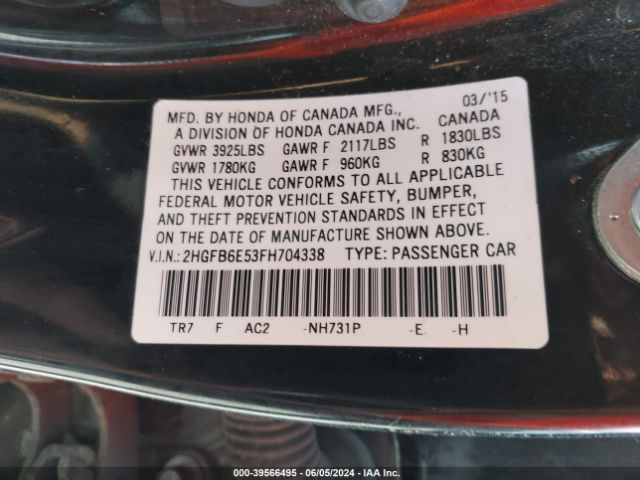 03/'15
MFD. BY HONDA OF CANADA MFG., CANADA
A DIVISION OF HONDA CANADA INC.
GVWR 3925LBS GAWR F 2117LBS R 1830LBS
GVWR 1780KG GAWR F 960KG R 830KG
THIS VEHICLE CONFORMS TO ALL APPLICABLE
FEDERAL MOTOR VEHICLE SAFETY, BUMPER,
AND THEFT PREVENTION STANDARDS IN EFFECT
ON THE DATE OF MANUFACTURE SHOWN ABOVE.
V.I.N.: 2HGFB6E53FH704338 TYPE: PASSENGER CAR
TR7 F AC2 -NH731P -E -H
000-39566495 - 06/05/2024 - IAA Inc.